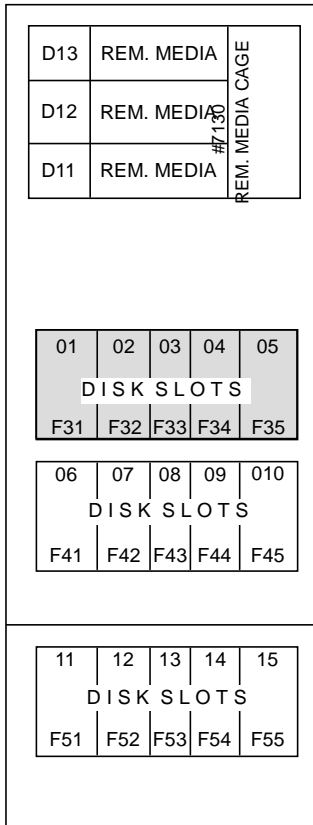 D13 REM. MEDIA
D12 REM. MEDIA
D11 REM. MEDIA
#7130
REM. MEDIA CAGE
01 02 03 04 05
DISK SLOTS
F31 F32 F33 F34 F35
06 07 08 09 010
DISK SLOTS
F41 F42 F43 F44 F45
11 12 13 14 15
DISK SLOTS
F51 F52 F53 F54 F55